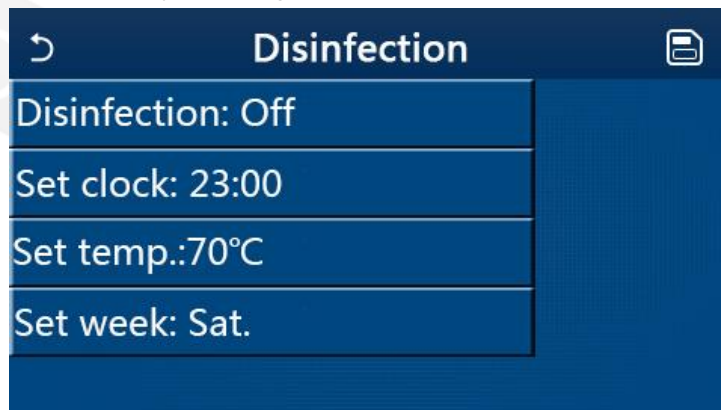 Disinfection
Disinfection: Off
Set clock: 23:00
Set temp.:70℃
Set week: Sat.